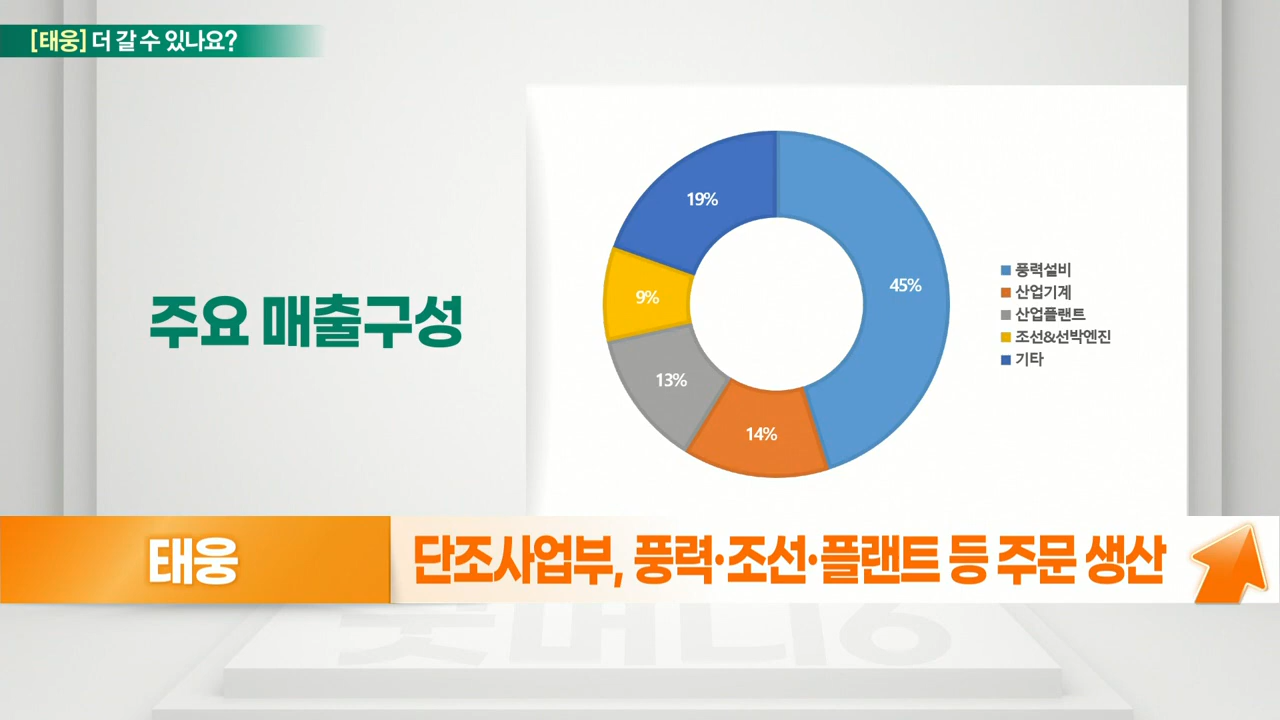 [태웅] 더 갈 수 있나요?
주요 매출구성
19%
45%
9%
13%
14%
풍력설비
산업기계
산업플랜트
조선&선박엔진
기타
태웅
단조사업부, 풍력·조선·플랜트 등 주문 생산
머니6